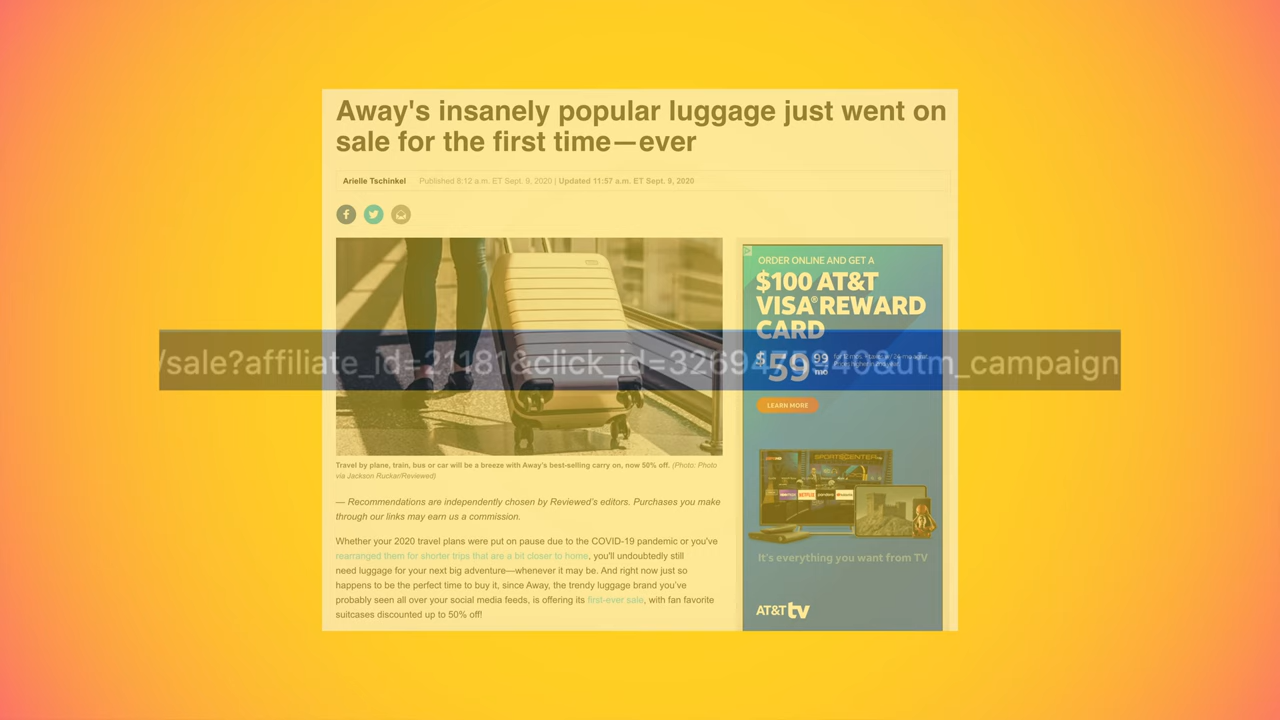 Away's insanely popular luggage just went on
sale for the first time—ever
Arielle Tschinkel Published 8:12 a.m. ET Sept. 9, 2020 | Updated 11:57 a.m. ET Sept. 9, 2020
/sale?affiliate_id=21181&click_id=3269 &utm_campaign
Travel by plane, train, bus or car will be a breeze with Away's best-selling carry on, now 50% off. (Photo: Photo
via Jackson Ruckar/Reviewed)
— Recommendations are independently chosen by Reviewed's editors. Purchases you make
through our links may earn us a commission.
Whether your 2020 travel plans were put on pause due to the COVID-19 pandemic or you've
rearranged them for shorter trips that are a bit closer to home, you'll undoubtedly still
need luggage for your next big adventure—whenever it may be. And right now just so
happens to be the perfect time to buy it, since Away, the trendy luggage brand you've
probably seen all over your social media feeds, is offering its first-ever sale, with fan favorite
suitcases discounted up to 50% off!
ORDER ONLINE AND GET A
$100 AT&T
VISA® REWARD
CARD
$59 99
mo
LEARN MORE
SPORTSCENTER
NETFLIX
It's everything you want from TV
AT&T tv